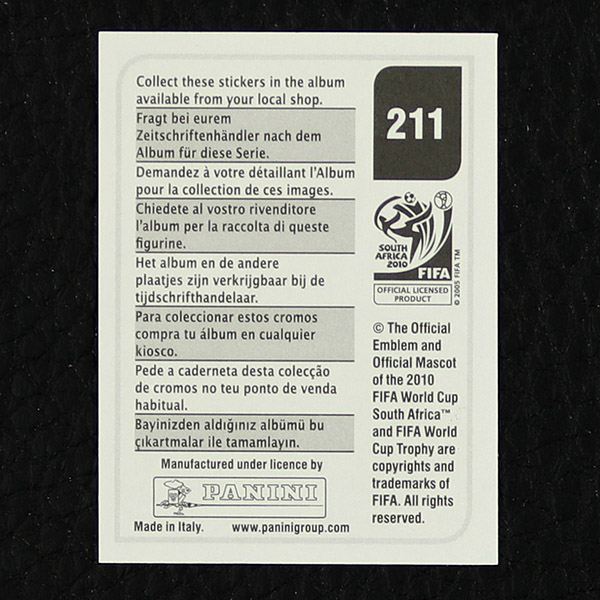 Collect these stickers in the album
available from your local shop.
Fragt bei eurem
Zeitschriftenhändler nach dem
Album für diese Serie.
Demandez à votre détaillant l'Album
pour la collection de ces images.
Chiedete al vostro rivenditore
l'album per la raccolta di queste
figurine.
Het album en de andere
plaatjes zijn verkrijgbaar bij de
tijdschrifthandelaar.
Para coleccionar estos cromos
compra tu álbum en cualquier
kiosco.
Pede a caderneta desta colecção
de cromos no teu ponto de venda
habitual.
Bayinizden aldığınız albümü bu
çıkartmalar ile tamamlayın.
Manufactured under licence by
PANINI
Made in Italy. www.paninigroup.com
211
SOUTH
AFRICA
2010
FIFA
© 2005 FIFA TM
OFFICIAL LICENSED
PRODUCT
© The Official
Emblem and
Official Mascot
of the 2010
FIFA World Cup
South Africa™
and FIFA World
Cup Trophy are
copyrights and
trademarks of
FIFA. All rights
reserved.